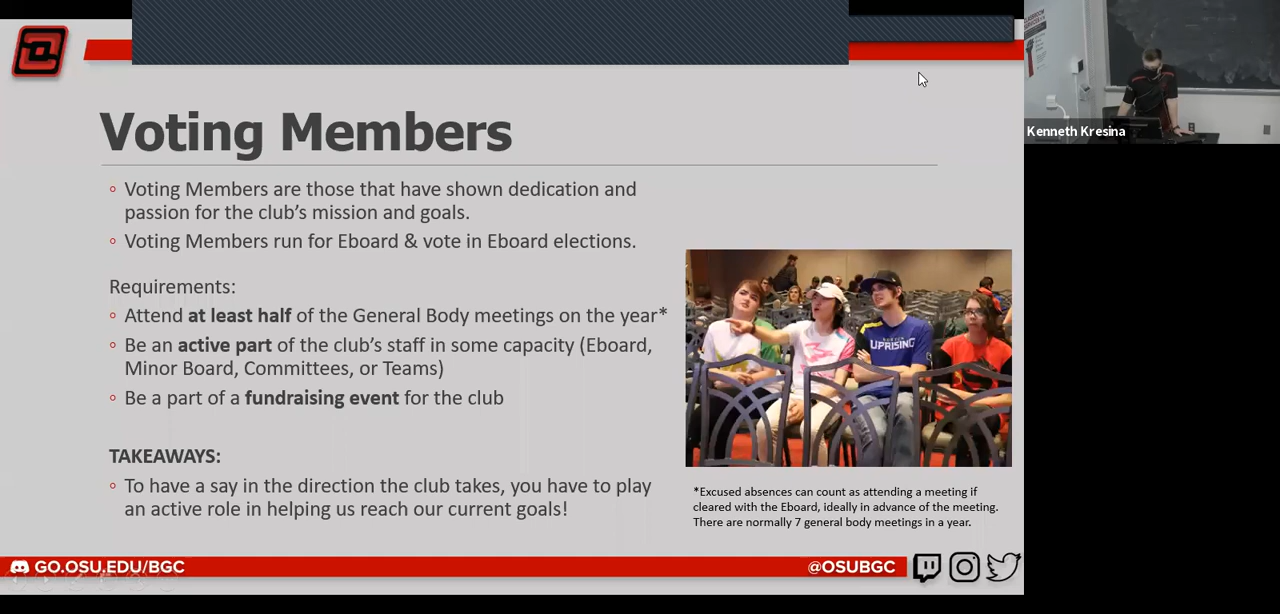 Voting Members
Voting Members are those that have shown dedication and
passion for the club's mission and goals.
Voting Members run for Eboard & vote in Eboard elections.
Requirements:
Attend at least half of the General Body meetings on the year*
Be an active part of the club's staff in some capacity (Eboard,
Minor Board, Committees, or Teams)
Be a part of a fundraising event for the club
TAKEAWAYS:
To have a say in the direction the club takes, you have to play
an active role in helping us reach our current goals!
UPRISING
*Excused absences can count as attending a meeting if
cleared with the Eboard, ideally in advance of the meeting.
There are normally 7 general body meetings in a year.
GO.OSU.EDU/BGC
@OSUBGC
Kenneth Kresina